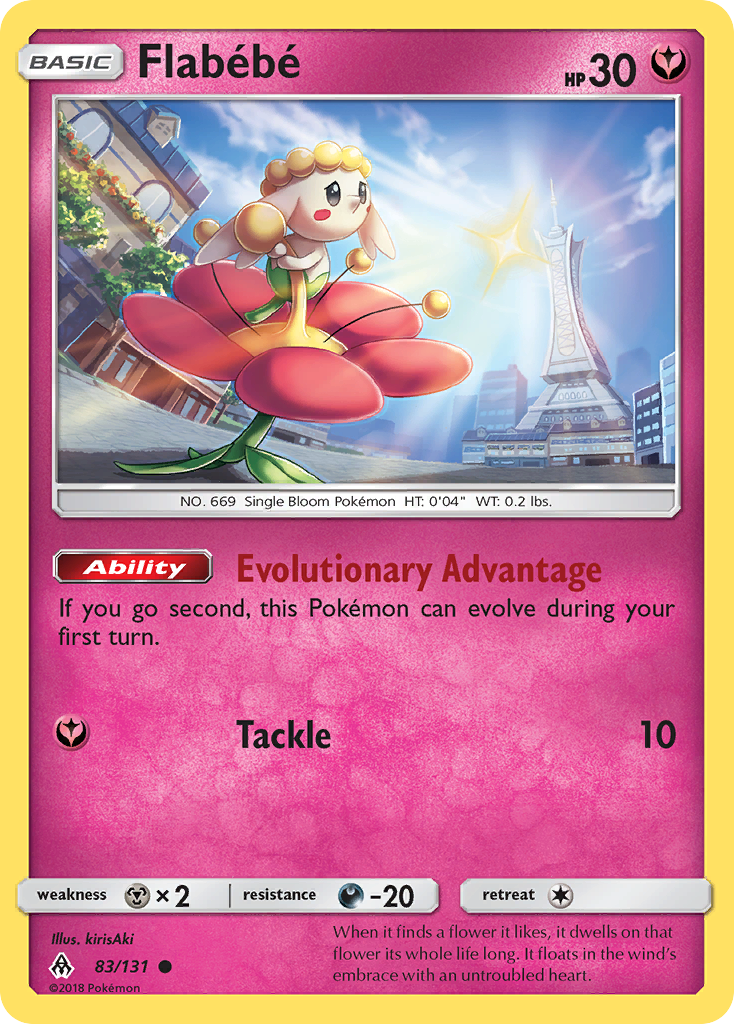 BASIC Flabébé HP 30
NO. 669 Single Bloom Pokémon HT: 0'04" WT: 0.2 lbs.
Ability Evolutionary Advantage
If you go second, this Pokémon can evolve during your
first turn.
Tackle 10
weakness ×2 resistance -20 retreat
Illus. kirisAki
83/131
©2018 Pokémon
When it finds a flower it likes, it dwells on that
flower its whole life long. It floats in the wind's
embrace with an untroubled heart.